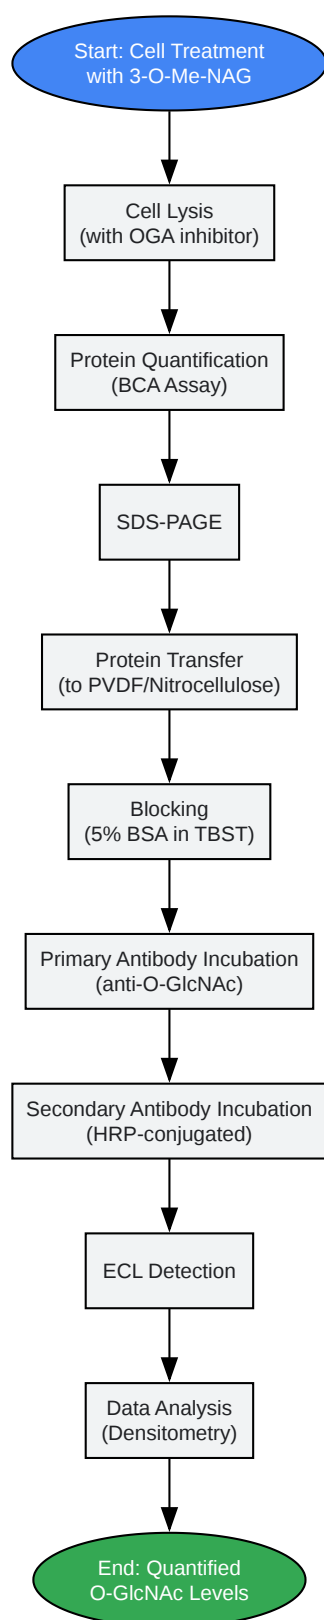 Start: Cell Treatment
with 3-O-Me-NAG
Cell Lysis
(with OGA inhibitor)
Protein Quantification
(BCA Assay)
SDS-PAGE
Protein Transfer
(to PVDF/Nitrocellulose)
Blocking
(5% BSA in TBST)
Primary Antibody Incubation
(anti-O-GlcNAc)
Secondary Antibody Incubation
(HRP-conjugated)
ECL Detection
Data Analysis
(Densitometry)
End: Quantified
O-GlcNAc Levels